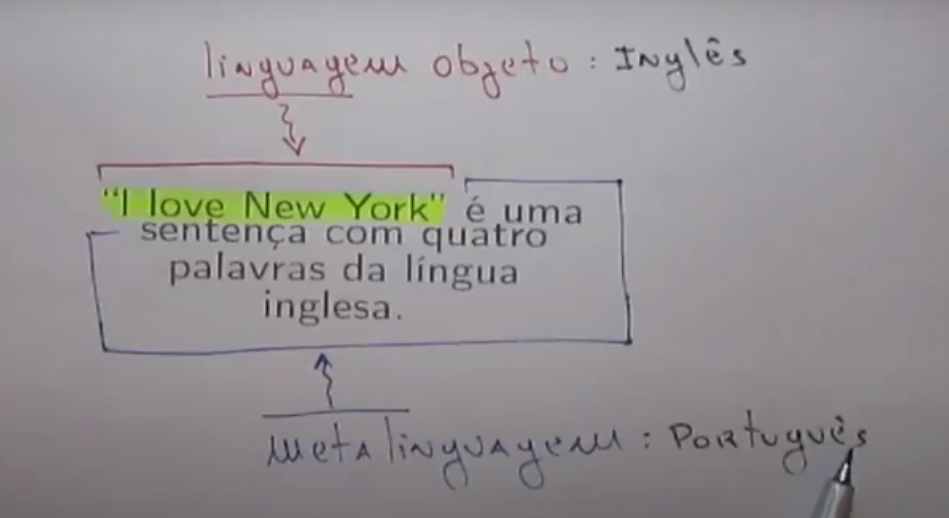 linguagem objeto : Inglês
“I love New York” é uma
sentença com quatro
palavras da língua
inglesa.
metalinguagem : Português